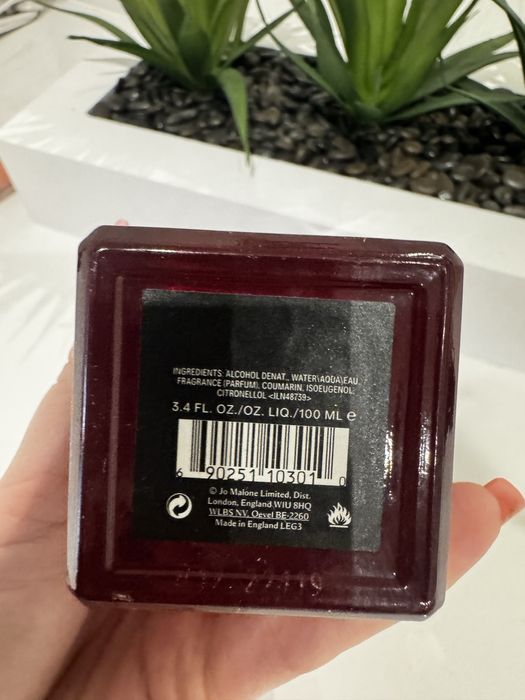 INGREDIENTS: ALCOHOL DENAT., WATER\AQUA\EAU,
FRAGRANCE (PARFUM), COUMARIN, ISOEUGENOL,
CITRONELLOL <ILN48739>
3.4 FL. OZ./OZ. LIQ./100 ML ℮
6 90251 10301 0
© Jo Malone Limited, Dist.
London, England W1U 8HQ
WLBS NV, Oevel BE-2260
Made in England LEG3